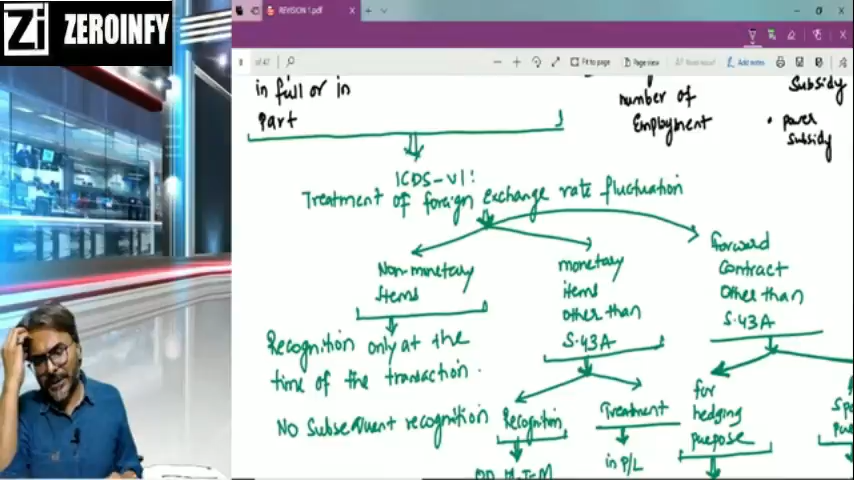 Zi ZEROINFY
REVISION 1.pdf
8 of 47
Fit to page
Page view
Add notes
in full or in
Part
number of
Employment
Subsidy
• power
Subsidy
ICDS-VI:
Treatment of foreign exchange rate fluctuation
Non-monetary
Items
monetary
items
other than
S.43A
Forward
Contract
Other than
S.43A
Recognition only at the
time of the transaction.
No Subsequent recognition
Recognition
Treatment
in P/L
for
hedging
purpose